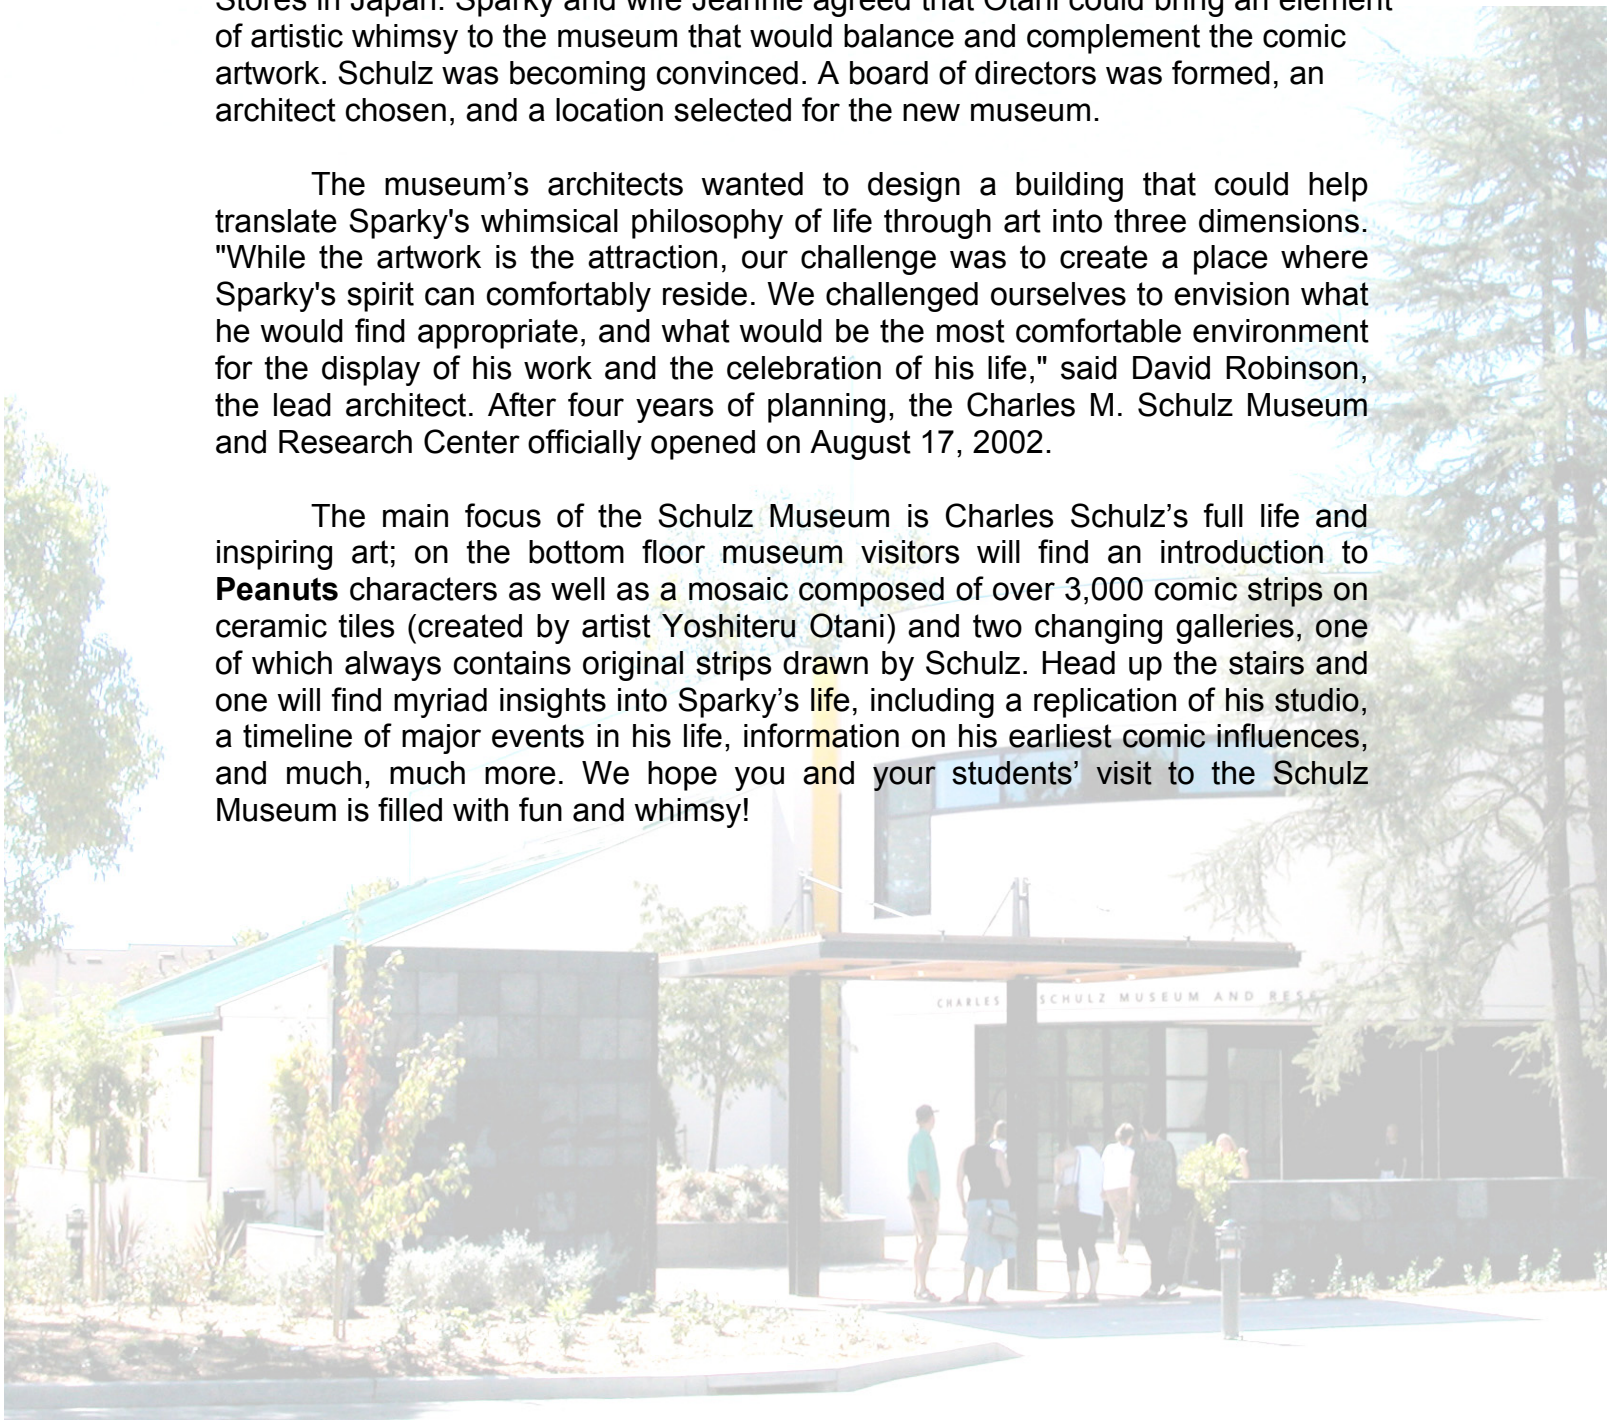 Stores in Japan. Sparky and wife Jeannie agreed that Otani could bring an element
of artistic whimsy to the museum that would balance and complement the comic
artwork. Schulz was becoming convinced. A board of directors was formed, an
architect chosen, and a location selected for the new museum.
The museum’s architects wanted to design a building that could help
translate Sparky's whimsical philosophy of life through art into three dimensions.
"While the artwork is the attraction, our challenge was to create a place where
Sparky's spirit can comfortably reside. We challenged ourselves to envision what
he would find appropriate, and what would be the most comfortable environment
for the display of his work and the celebration of his life," said David Robinson,
the lead architect. After four years of planning, the Charles M. Schulz Museum
and Research Center officially opened on August 17, 2002.
The main focus of the Schulz Museum is Charles Schulz’s full life and
inspiring art; on the bottom floor museum visitors will find an introduction to
Peanuts characters as well as a mosaic composed of over 3,000 comic strips on
ceramic tiles (created by artist Yoshiteru Otani) and two changing galleries, one
of which always contains original strips drawn by Schulz. Head up the stairs and
one will find myriad insights into Sparky’s life, including a replication of his studio,
a timeline of major events in his life, information on his earliest comic influences,
and much, much more. We hope you and your students’ visit to the Schulz
Museum is filled with fun and whimsy!
CHARLES SCHULZ MUSEUM AND